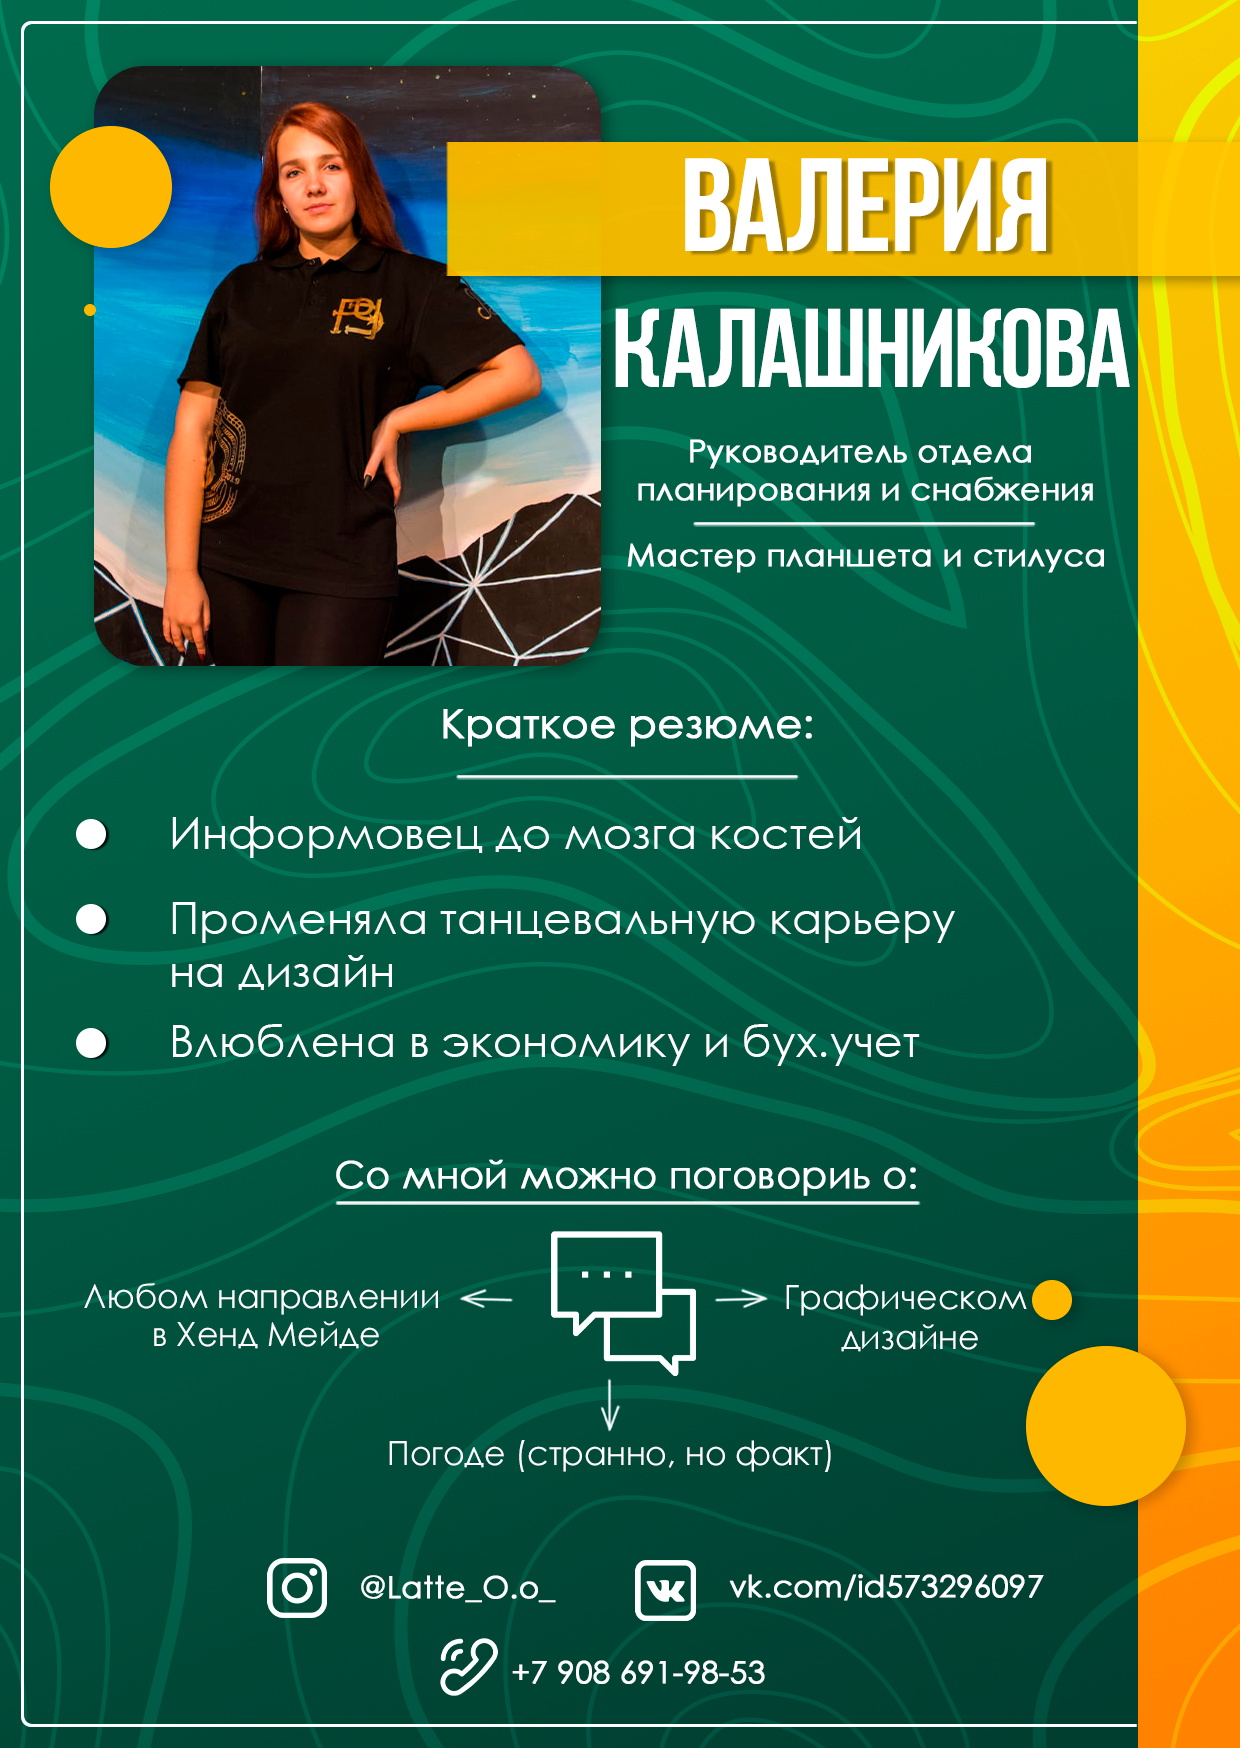 ВАЛЕРИЯ
КАЛАШНИКОВА
Руководитель отдела
планирования и снабжения
Мастер планшета и стилуса
Краткое резюме:
Информовец до мозга костей
Променяла танцевальную карьеру
на дизайн
Влюблена в экономику и бух.учет
Со мной можно поговориь о:
Любом направлении
в Хенд Мейде
Графическом
дизайне
Погоде (странно, но факт)
@Latte_O.o_
vk.com/id573296097
+7 908 691-98-53